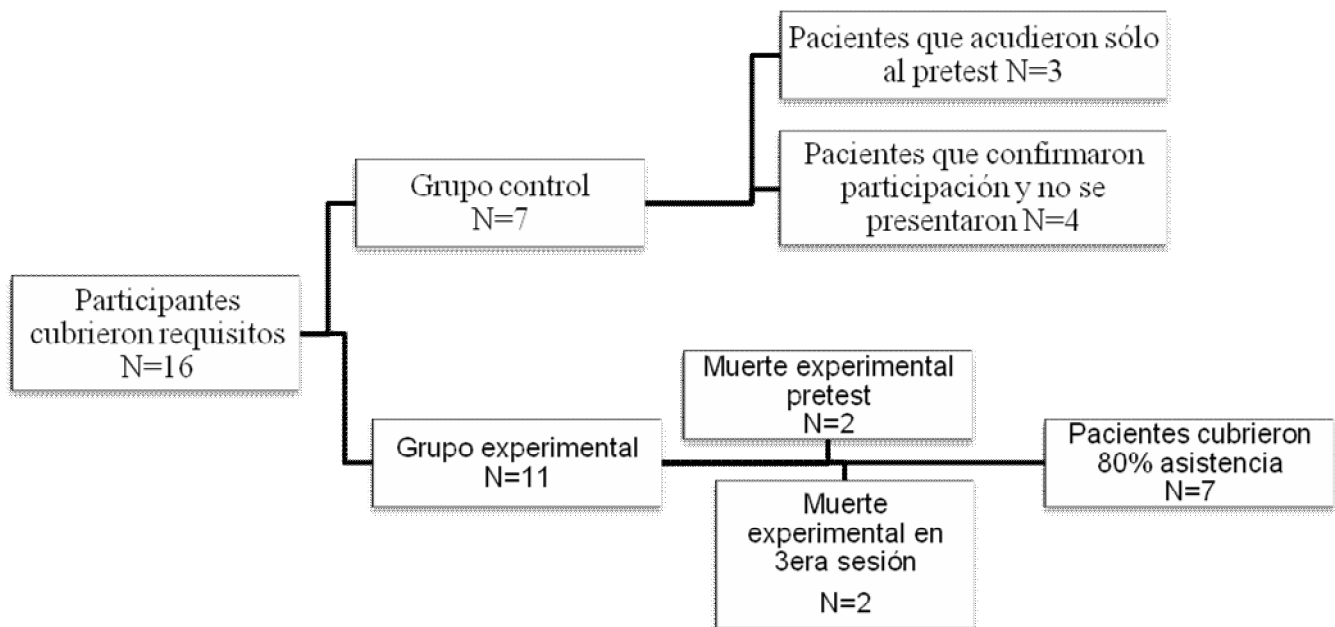 Pacientes que acudieron sólo
al pretest N=3
Pacientes que confirmaron
participación y no se
presentaron N=4
Grupo control
N=7
Participantes
cubrieron requisitos
N=16
Muerte experimental
pretest
N=2
Grupo experimental
N=11
Pacientes cubrieron
80% asistencia
N=7
Muerte
experimental en
3era sesión
N=2